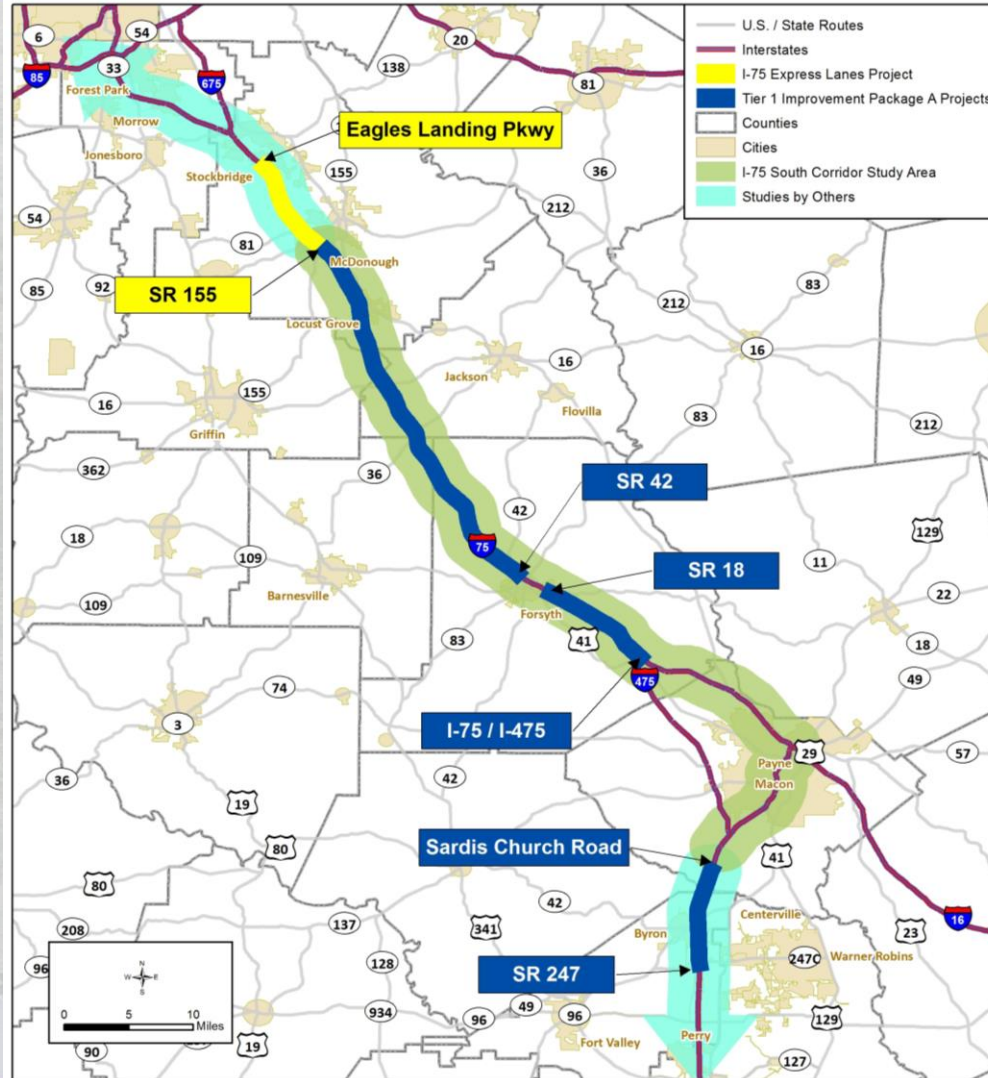 6
54
85
33
675
138
20
81
Forest Park
Morrow
Jonesboro
Stockbridge
Eagles Landing Pkwy
155
36
212
54
81
McDonough
SR 155
85
92
Locust Grove
212
83
16
Jackson
16
Flovilla
83
212
16
155
Griffin
362
36
SR 42
42
75
18
109
Barnesville
109
SR 18
129
11
22
18
Forsyth
41
83
475
49
74
3
I-75 / I-475
29
57
Payne
Macon
36
42
19
80
Sardis Church Road
41
80
42
16
208
137
341
Byron
Centerville
23
Warner Robins
247C
96
128
SR 247
934
96
49
96
129
19
Fort Valley
Perry
127
90
N
W
E
S
0 5 10
Miles
U.S. / State Routes
Interstates
I-75 Express Lanes Project
Tier 1 Improvement Package A Projects
Counties
Cities
I-75 South Corridor Study Area
Studies by Others